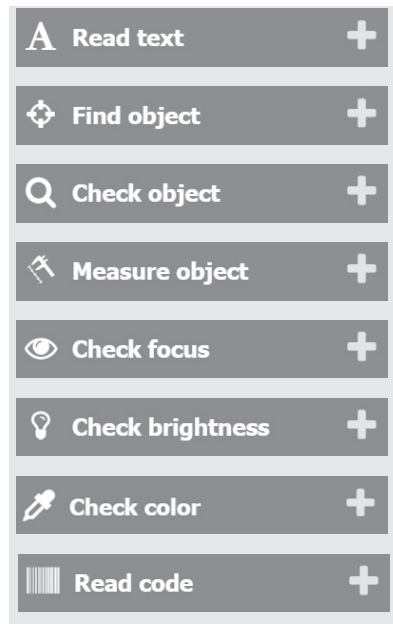 Read text
Find object
Check object
Measure object
Check focus
Check brightness
Check color
Read code